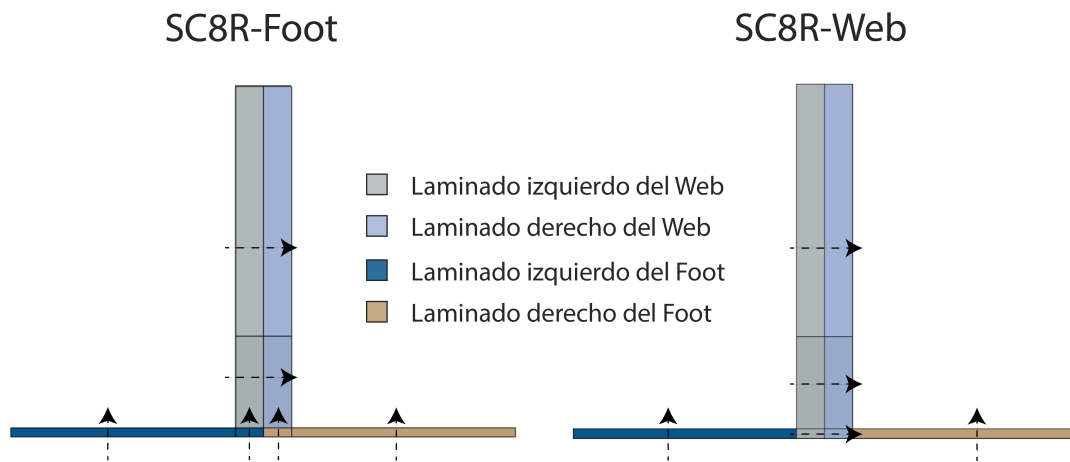 SC8R-Foot
SC8R-Web
Laminado izquierdo del Web
Laminado derecho del Web
Laminado izquierdo del Foot
Laminado derecho del Foot